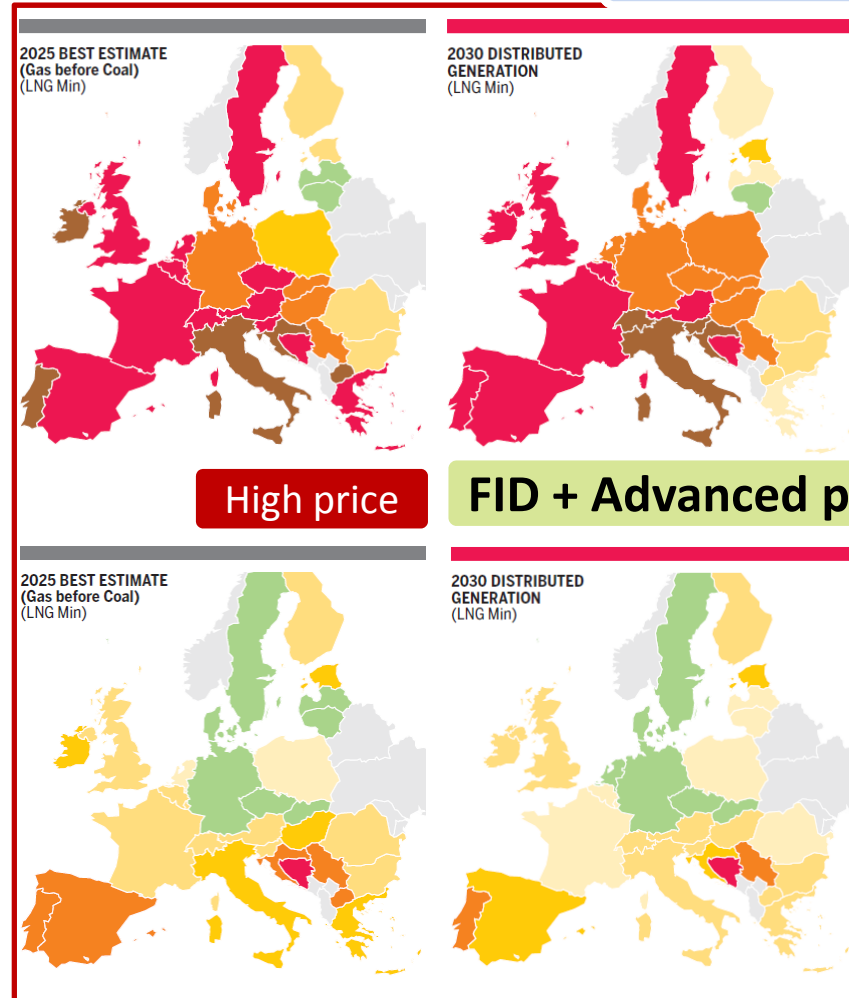 2025 BEST ESTIMATE
(Gas before Coal)
(LNG Min)
2030 DISTRIBUTED
GENERATION
(LNG Min)
High price
FID + Advanced p
2025 BEST ESTIMATE
(Gas before Coal)
(LNG Min)
2030 DISTRIBUTED
GENERATION
(LNG Min)